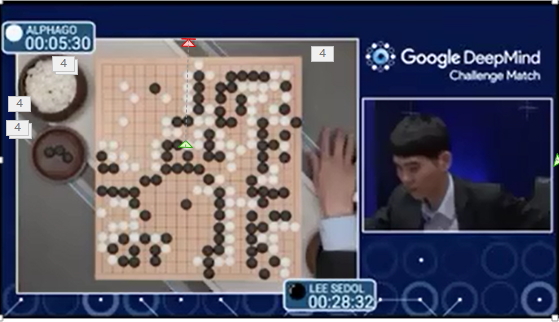 ALPHAGO
00:05:30
4
4
4
4
Google DeepMind
Challenge Match
LEE SEDOL
00:28:32